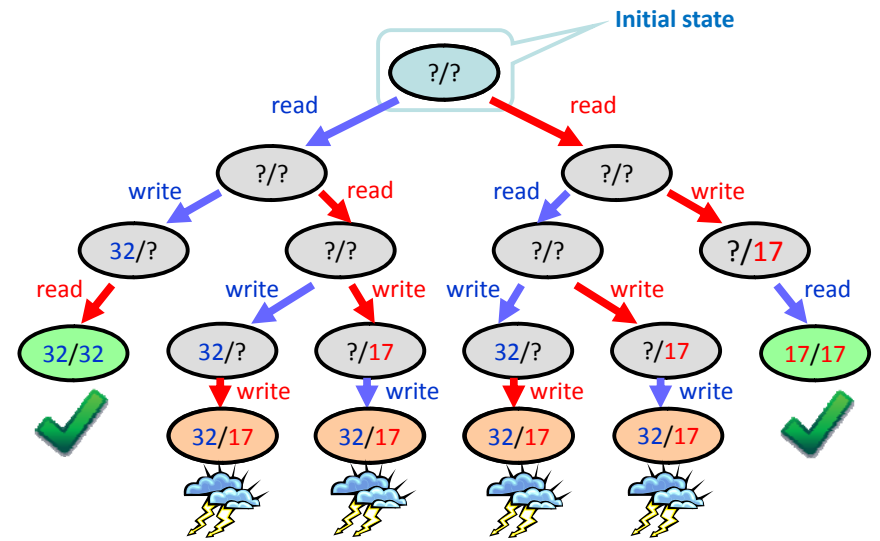 Initial state
?/?
read read
?/? ?/?
write read read write
32/? ?/? ?/? ?/17
read write write write write read
32/32 32/? ?/17 32/? ?/17 17/17
write write write write
32/17 32/17 32/17 32/17